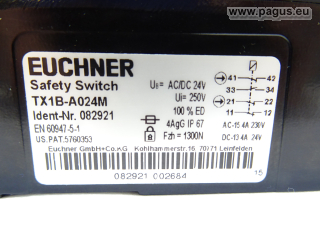 www.pagus.eu
EUCHNER
Safety Switch
TX1B-A024M
Ident-Nr. 082921
EN 60947-5-1
US.PAT.5760353
UB = AC/DC 24V
Ui = 250V
100 % ED
4AgG IP 67
Fzh = 1300N
41 42
33 34
21 22
11 12
AC-15 4A 230V
DC-13 4A 24V
Euchner GmbH+Co.KG Kohlhammerstr.16 70771 Leinfelden
082921 002684
15